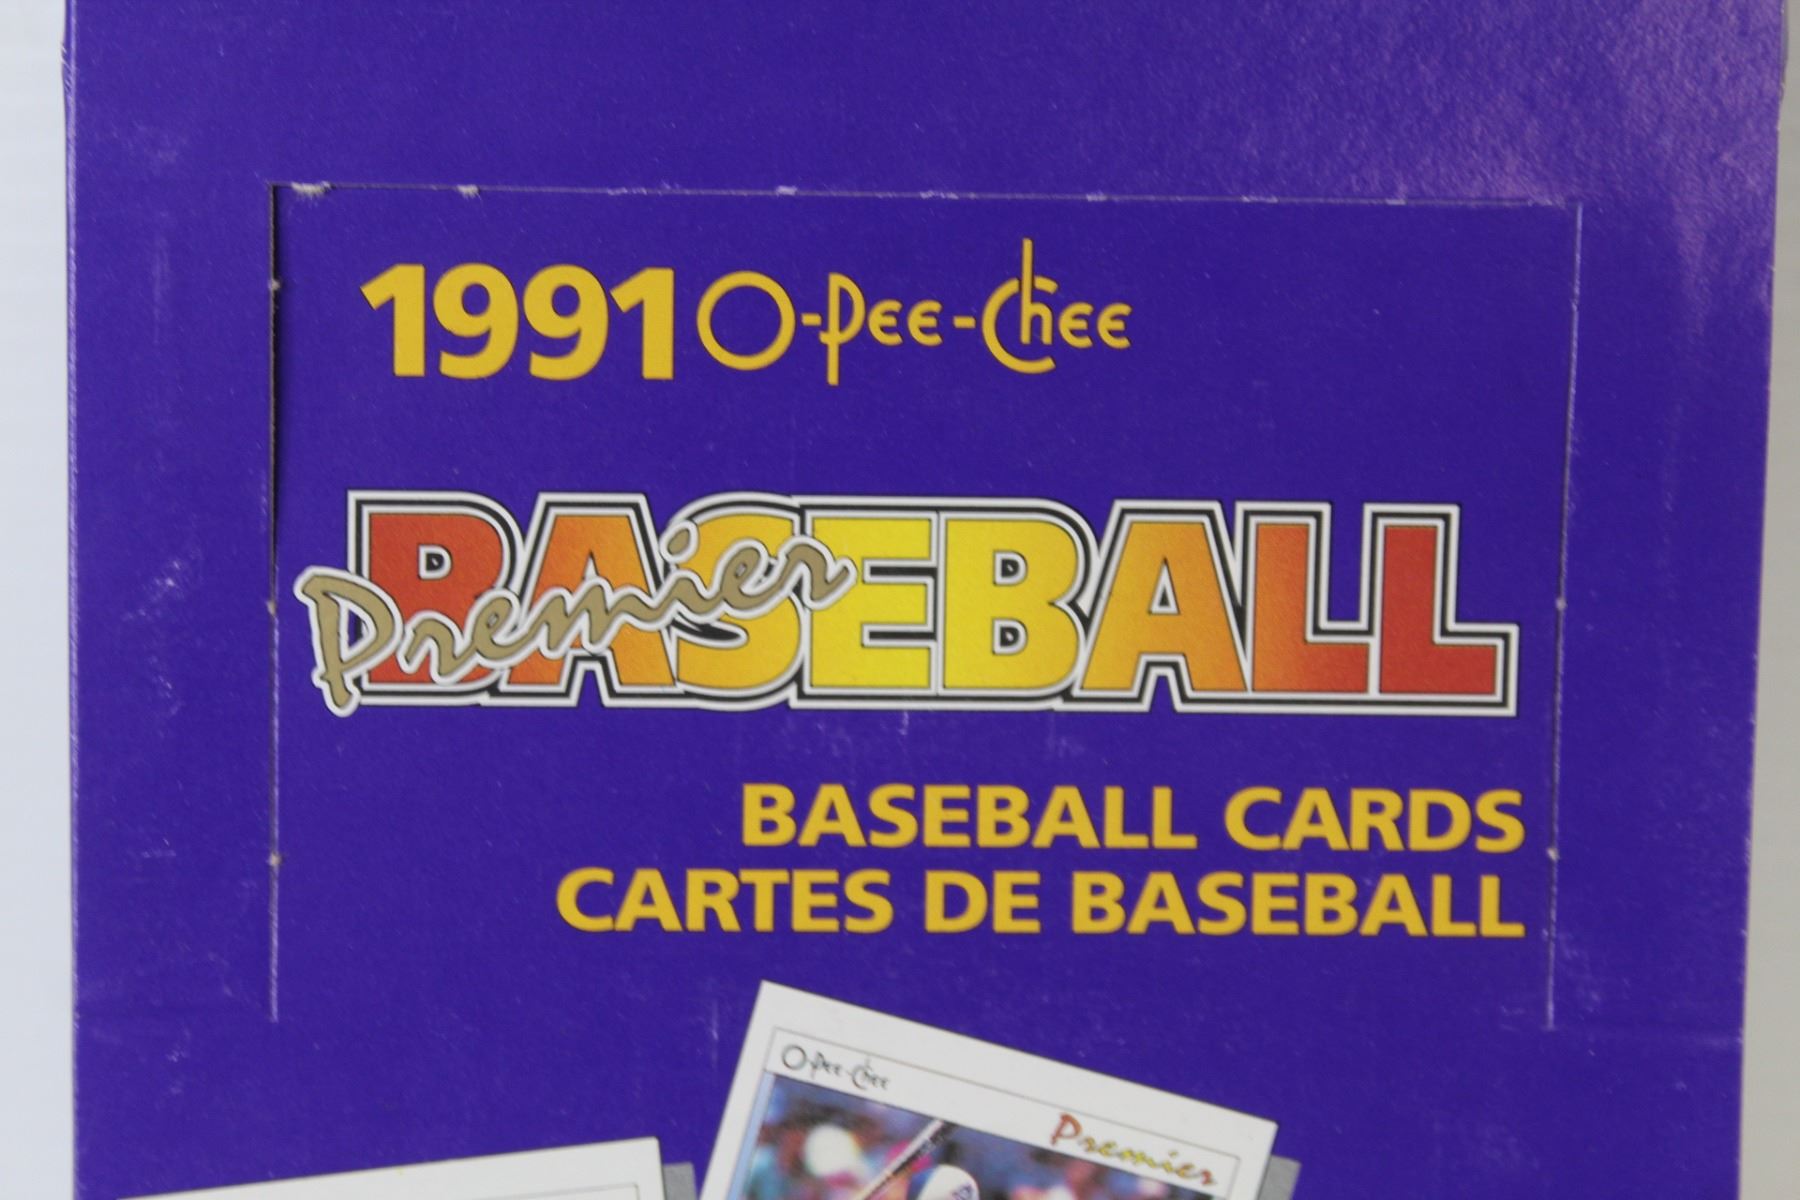 1991 O-Pee-Chee
Premier
BASEBALL
BASEBALL CARDS
CARTES DE BASEBALL
O-Pee-Chee
Premier